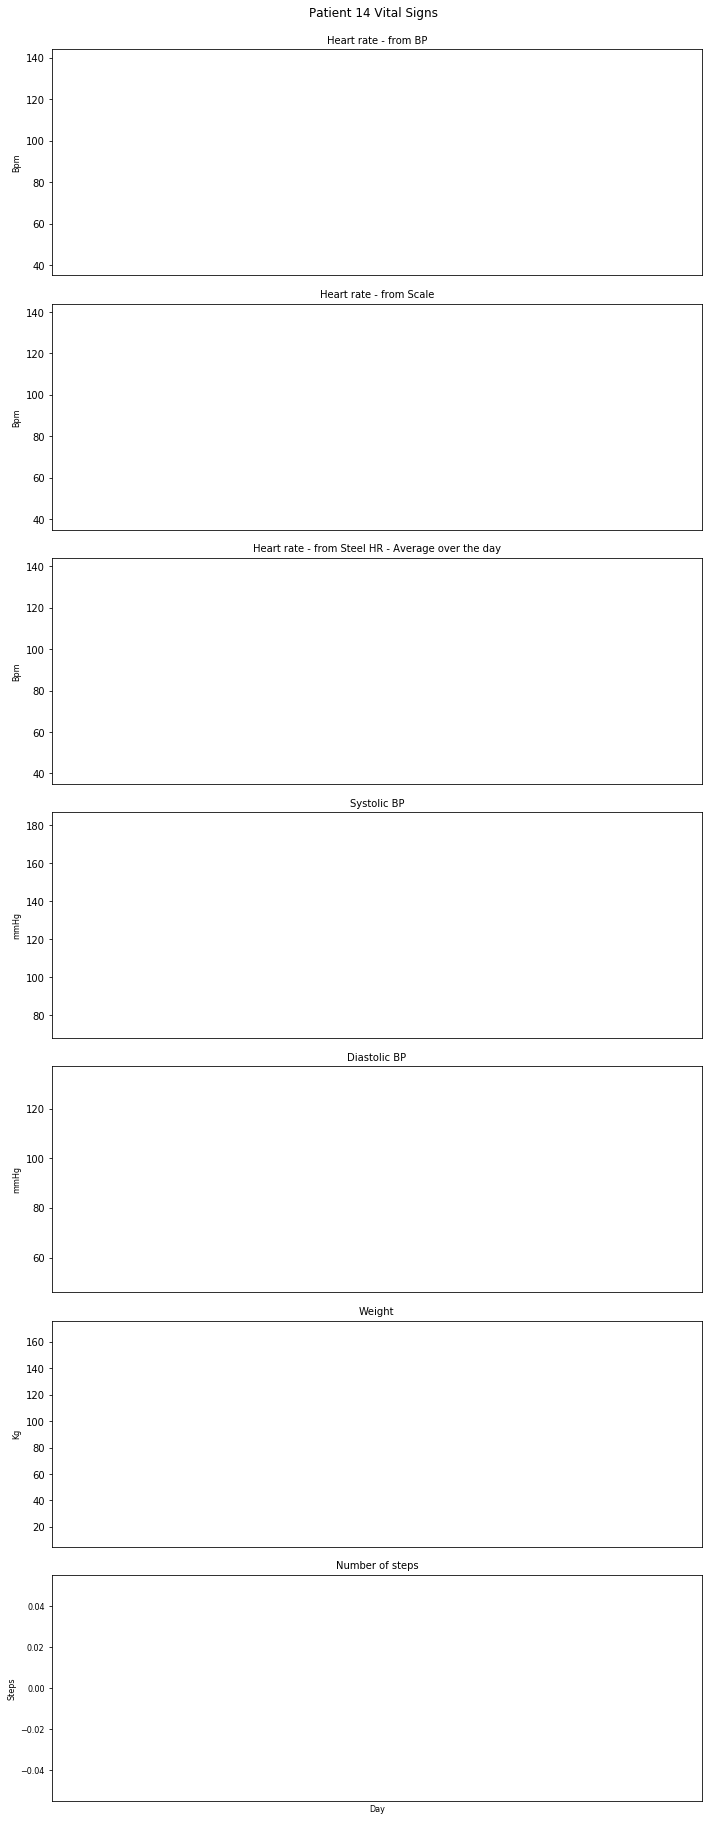 Patient 14 Vital Signs
Heart rate - from BP
140
120
100
80
60
40
Bpm
Heart rate - from Scale
140
120
100
80
60
40
Bpm
Heart rate - from Steel HR - Average over the day
140
120
100
80
60
40
Bpm
Systolic BP
180
160
140
120
100
80
mmHg
Diastolic BP
120
100
80
60
mmHg
Weight
160
140
120
100
80
60
40
20
Kg
Number of steps
0.04
0.02
0.00
−0.02
−0.04
Steps
Day